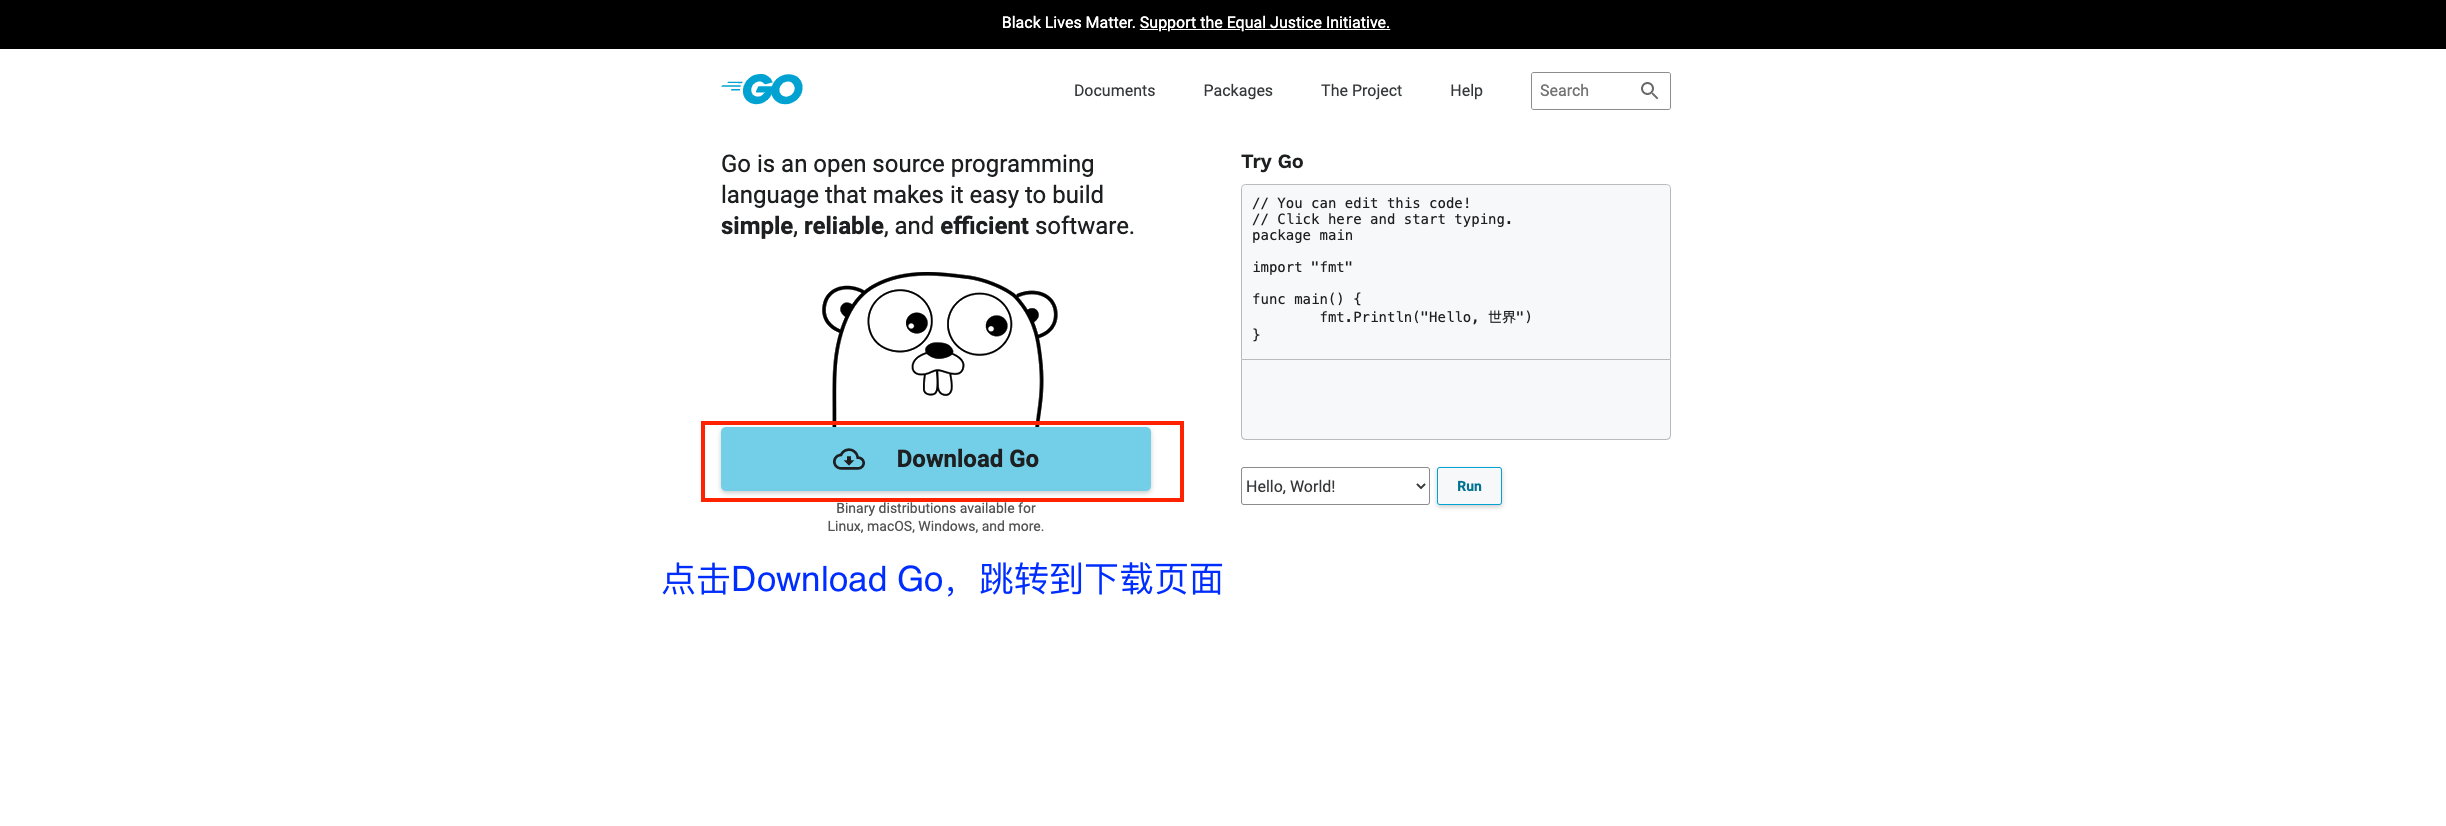 Black Lives Matter. Support the Equal Justice Initiative.
GO
Documents
Packages
The Project
Help
Search
Go is an open source programming
language that makes it easy to build
simple, reliable, and efficient software.
Download Go
Binary distributions available for
Linux, macOS, Windows, and more.
点击Download Go，跳转到下载页面
Try Go
// You can edit this code!
// Click here and start typing.
package main
import "fmt"
func main() {
	fmt.Println("Hello, 世界")
}
Hello, World!
Run